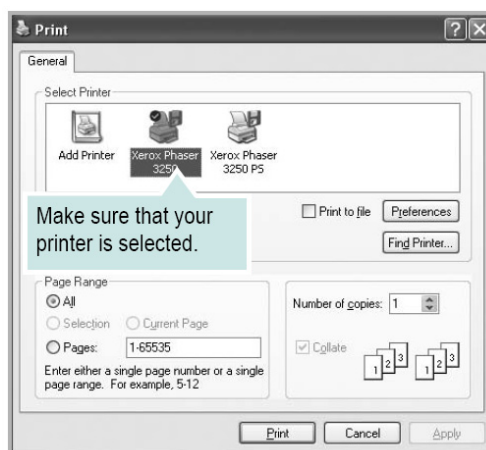 Print
General
Select Printer
Add Printer
Xerox Phaser
3250
Xerox Phaser
3250 PS
Make sure that your
printer is selected.
Print to file
Preferences
Find Printer...
Page Range
All
Selection
Current Page
Pages:
1-65535
Enter either a single page number or a single
page range. For example, 5-12
Number of copies:
1
Collate
1 2 3
1 2 3
Print
Cancel
Apply